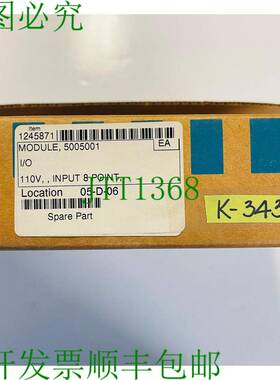 图必究
Item
1245871
MODULE, 5005001
EA
I/O
110V, , INPUT 8 POINT,
Location 05-D-06
Spare Part
JTT1368
K-343
开发票顺丰包邮